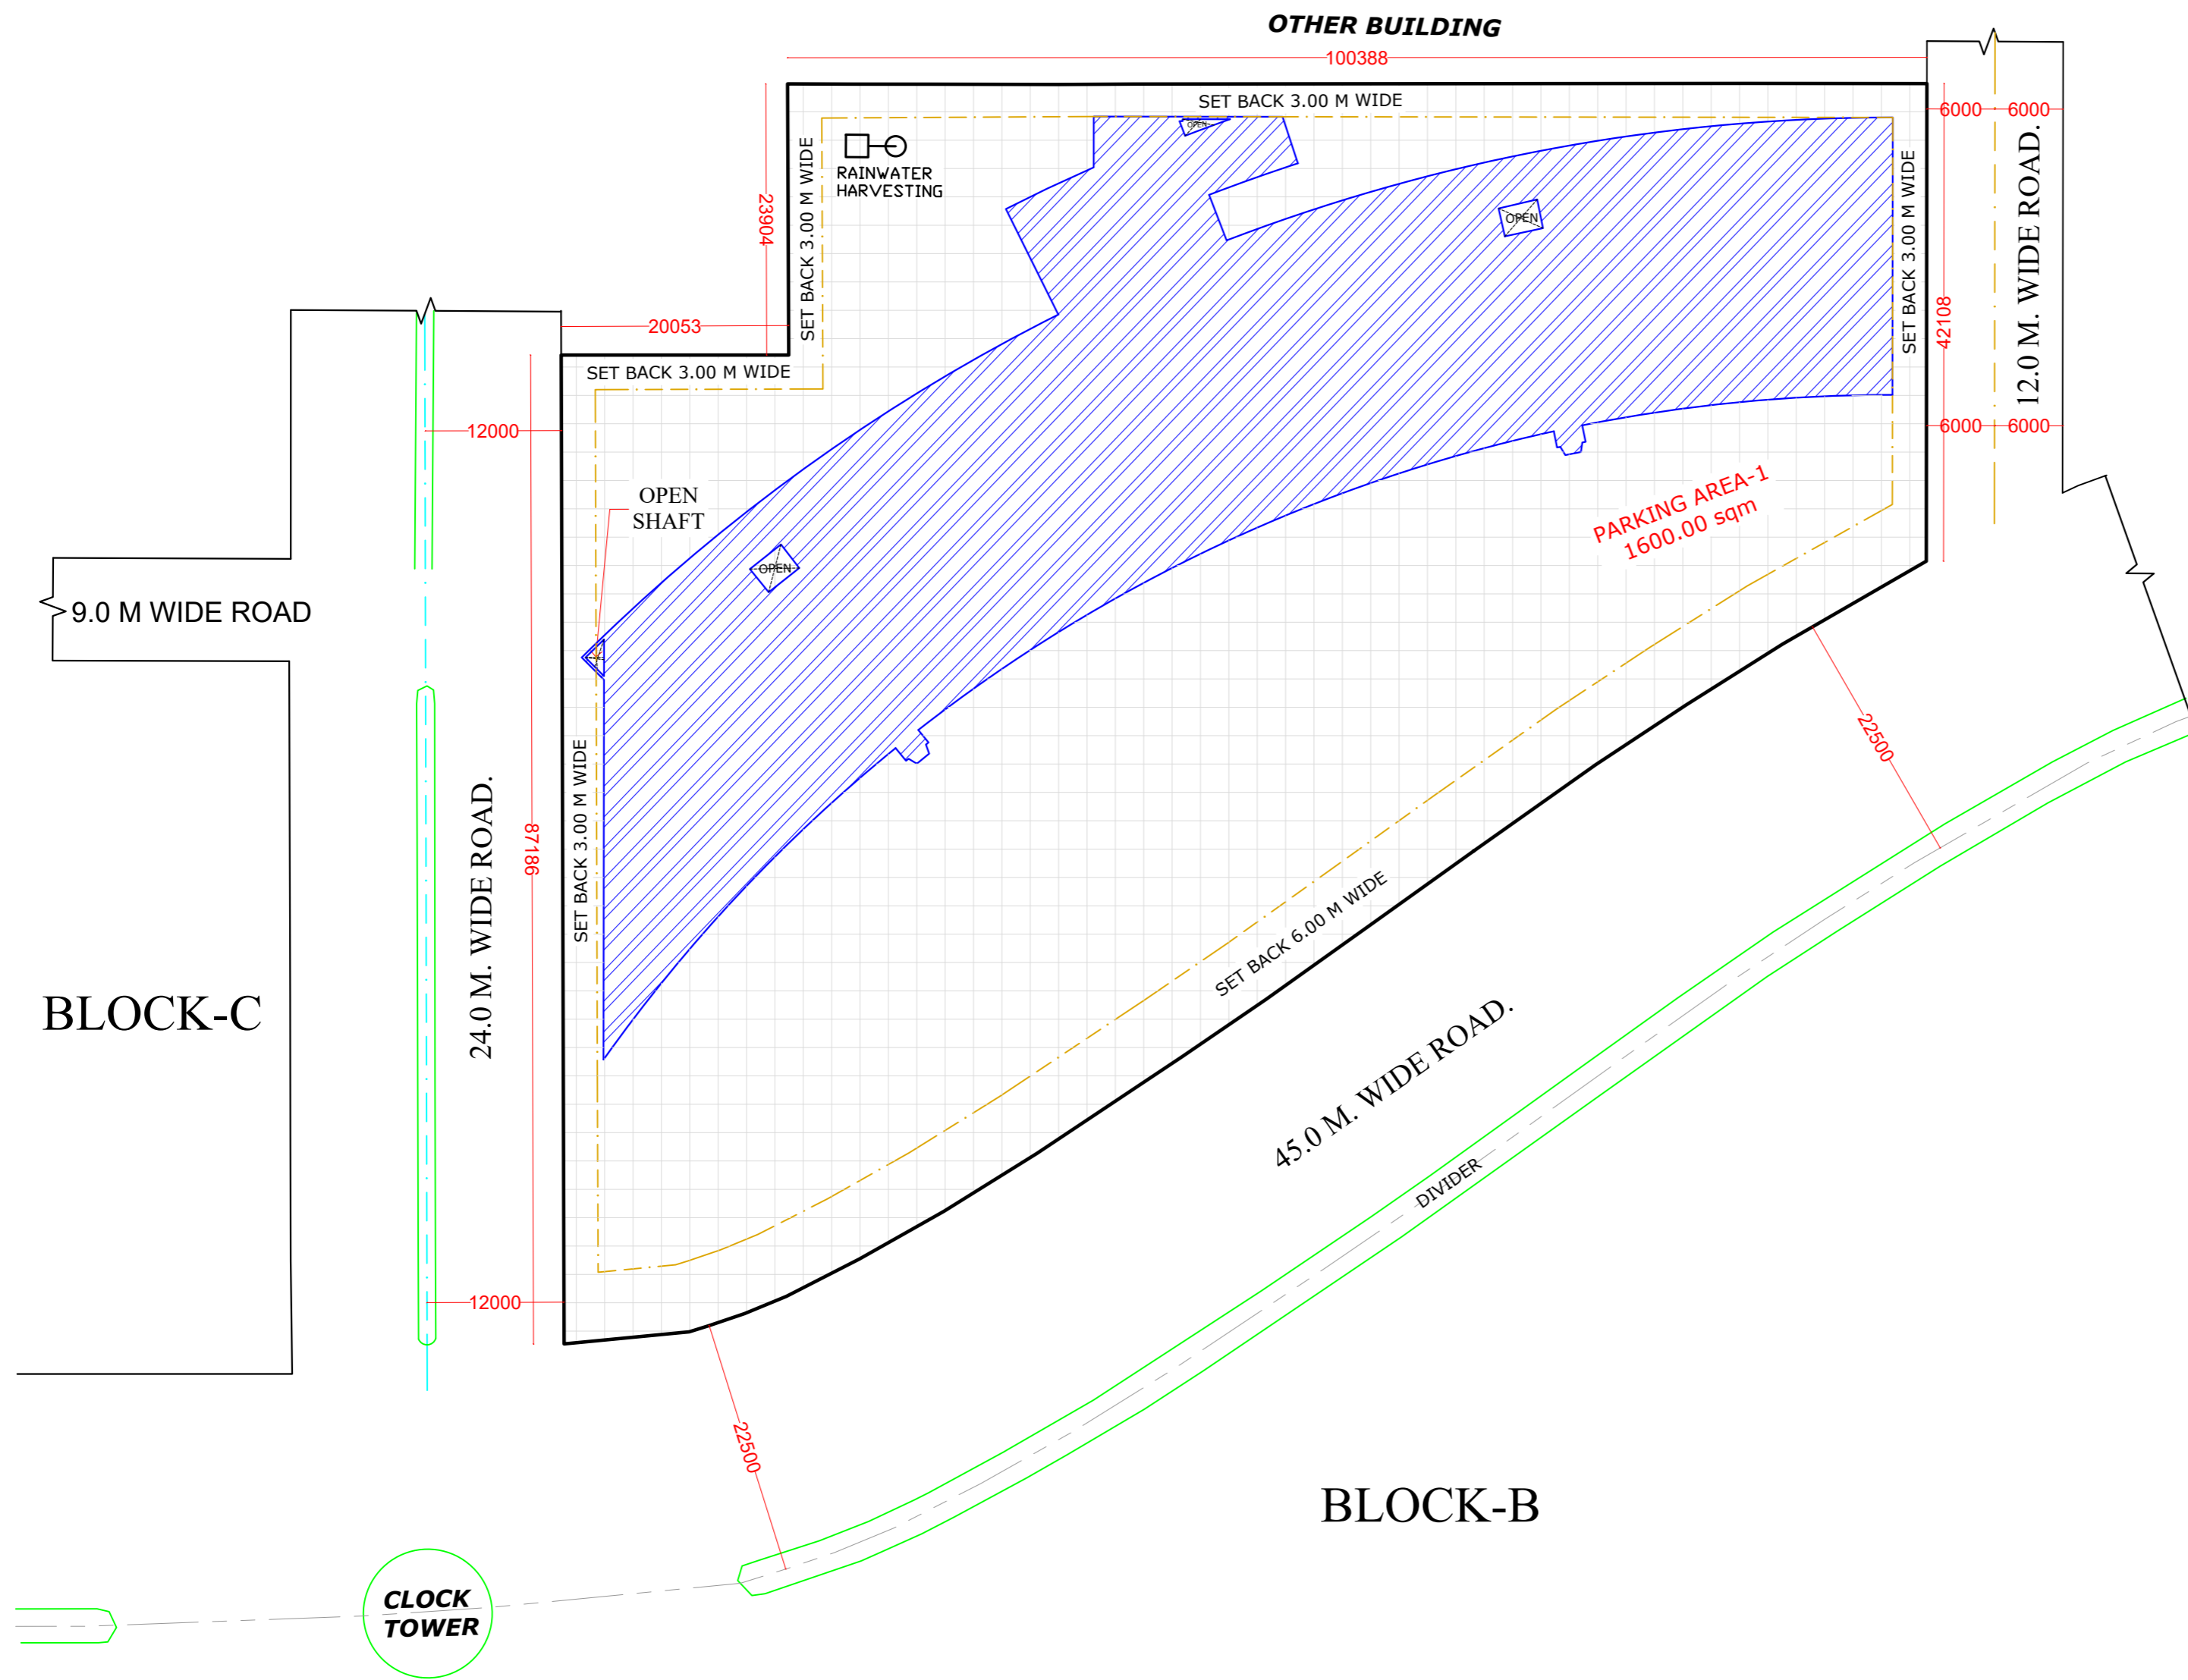 OTHER BUILDING
100388
SET BACK 3.00 M WIDE
OPEN
6000
6000
RAINWATER
HARVESTING
SET BACK 3.00 M WIDE
23904
OPEN
SET BACK 3.00 M WIDE
42108
12.0 M. WIDE ROAD.
20053
SET BACK 3.00 M WIDE
12000
6000
6000
OPEN
SHAFT
PARKING AREA-1
1600.00 sqm
OPEN
9.0 M WIDE ROAD
22500
24.0 M. WIDE ROAD.
87186
SET BACK 3.00 M WIDE
SET BACK 6.00 M WIDE
BLOCK-C
45.0 M. WIDE ROAD.
DIVIDER
12000
22500
BLOCK-B
CLOCK
TOWER